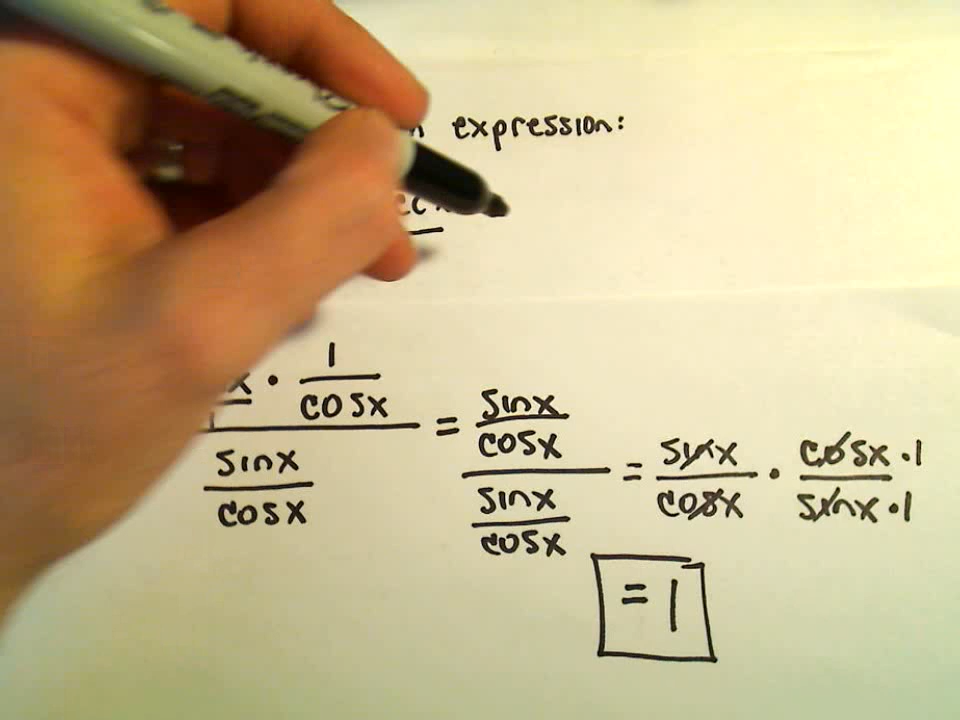 expression:
1
cosx
sinx
cosx
=
sinx
cosx
sinx
cosx
= sinx · cosx · 1
cosx sinx · 1
= 1